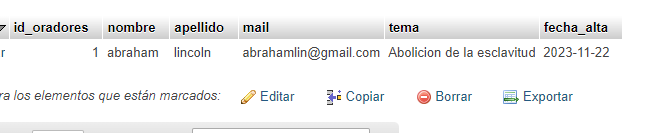 id_oradores nombre apellido mail tema fecha_alta
r 1 abraham lincoln abrahamlin@gmail.com Abolicion de la esclavitud 2023-11-22
ra los elementos que están marcados: Editar Copiar Borrar Exportar